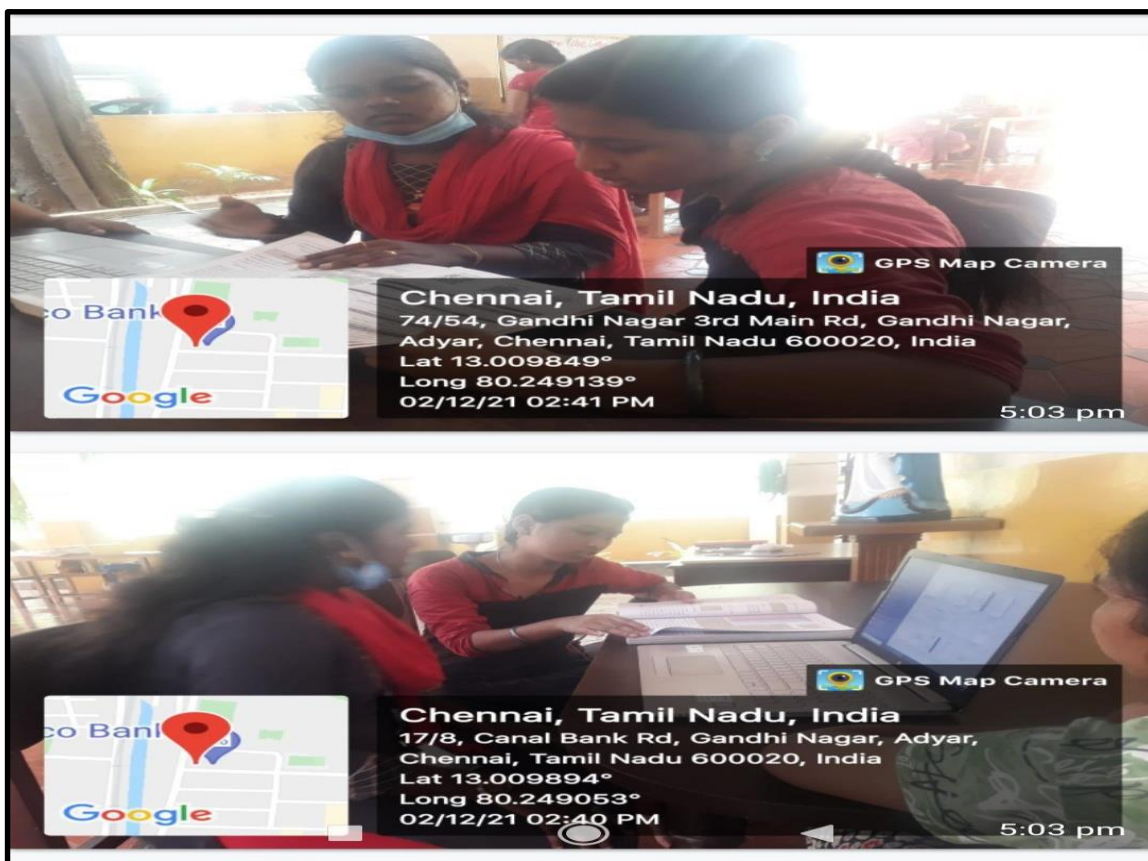 GPS Map Camera
co Bank
Google
Chennai, Tamil Nadu, India
74/54, Gandhi Nagar 3rd Main Rd, Gandhi Nagar,
Adyar, Chennai, Tamil Nadu 600020, India
Lat 13.009849°
Long 80.249139°
02/12/21 02:41 PM
5:03 pm
GPS Map Camera
co Bank
Google
Chennai, Tamil Nadu, India
17/8, Canal Bank Rd, Gandhi Nagar, Adyar,
Chennai, Tamil Nadu 600020, India
Lat 13.009894°
Long 80.249053°
02/12/21 02:40 PM
5:03 pm